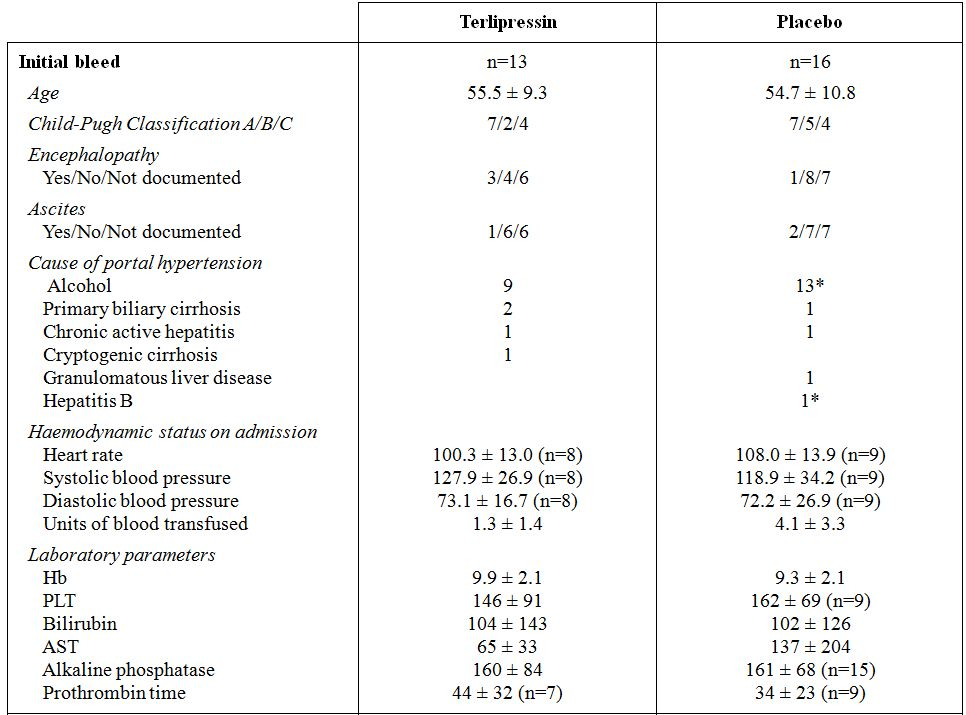 Terlipressin Placebo
Initial bleed n=13 n=16
Age 55.5 ± 9.3 54.7 ± 10.8
Child-Pugh Classification A/B/C 7/2/4 7/5/4
Encephalopathy
Yes/No/Not documented 3/4/6 1/8/7
Ascites
Yes/No/Not documented 1/6/6 2/7/7
Cause of portal hypertension
Alcohol 9 13*
Primary biliary cirrhosis 2 1
Chronic active hepatitis 1 1
Cryptogenic cirrhosis 1
Granulomatous liver disease 1
Hepatitis B 1*
Haemodynamic status on admission
Heart rate 100.3 ± 13.0 (n=8) 108.0 ± 13.9 (n=9)
Systolic blood pressure 127.9 ± 26.9 (n=8) 118.9 ± 34.2 (n=9)
Diastolic blood pressure 73.1 ± 16.7 (n=8) 72.2 ± 26.9 (n=9)
Units of blood transfused 1.3 ± 1.4 4.1 ± 3.3
Laboratory parameters
Hb 9.9 ± 2.1 9.3 ± 2.1
PLT 146 ± 91 162 ± 69 (n=9)
Bilirubin 104 ± 143 102 ± 126
AST 65 ± 33 137 ± 204
Alkaline phosphatase 160 ± 84 161 ± 68 (n=15)
Prothrombin time 44 ± 32 (n=7) 34 ± 23 (n=9)